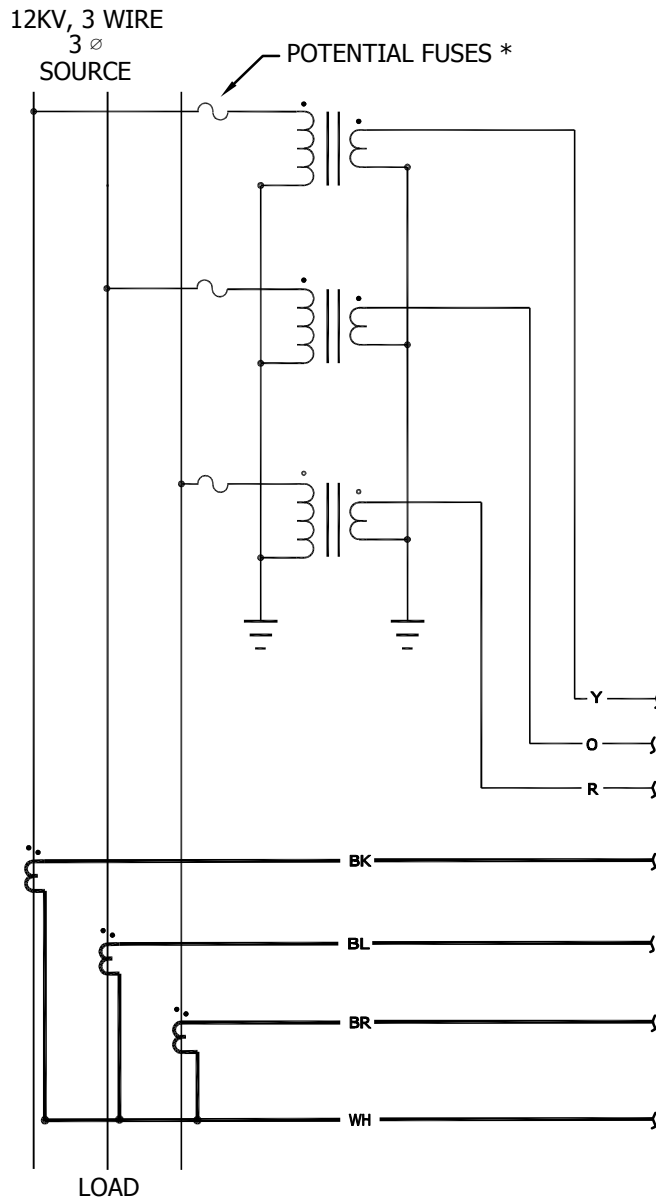 12KV, 3 WIRE
3 ∅
SOURCE
POTENTIAL FUSES *
Y
O
R
BK
BL
BR
WH
LOAD